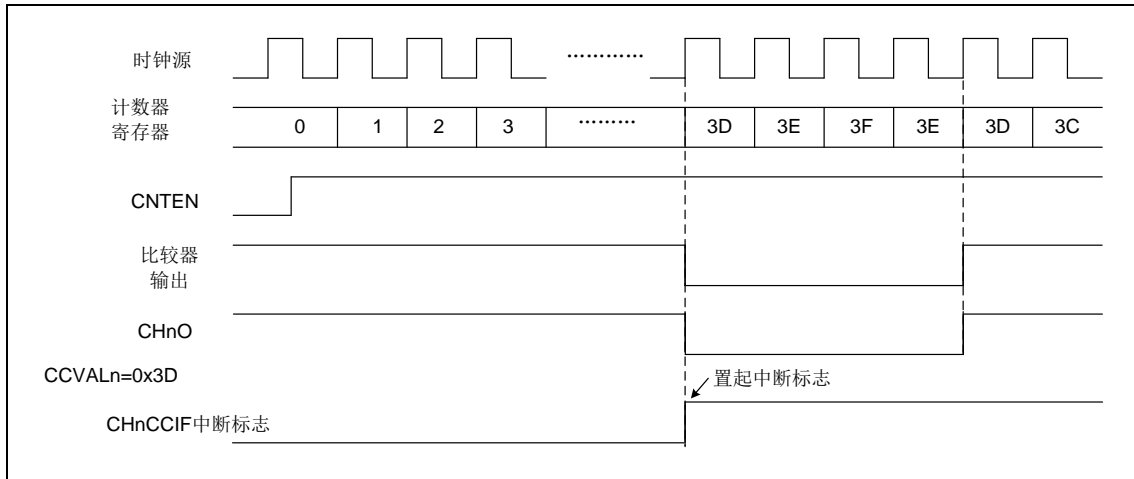 时钟源
…………
计数器
寄存器
0 1 2 3 ……… 3D 3E 3F 3E 3D 3C
CNTEN
比较器
输出
CHnO
CCVALn=0x3D
置起中断标志
CHnCCIF中断标志